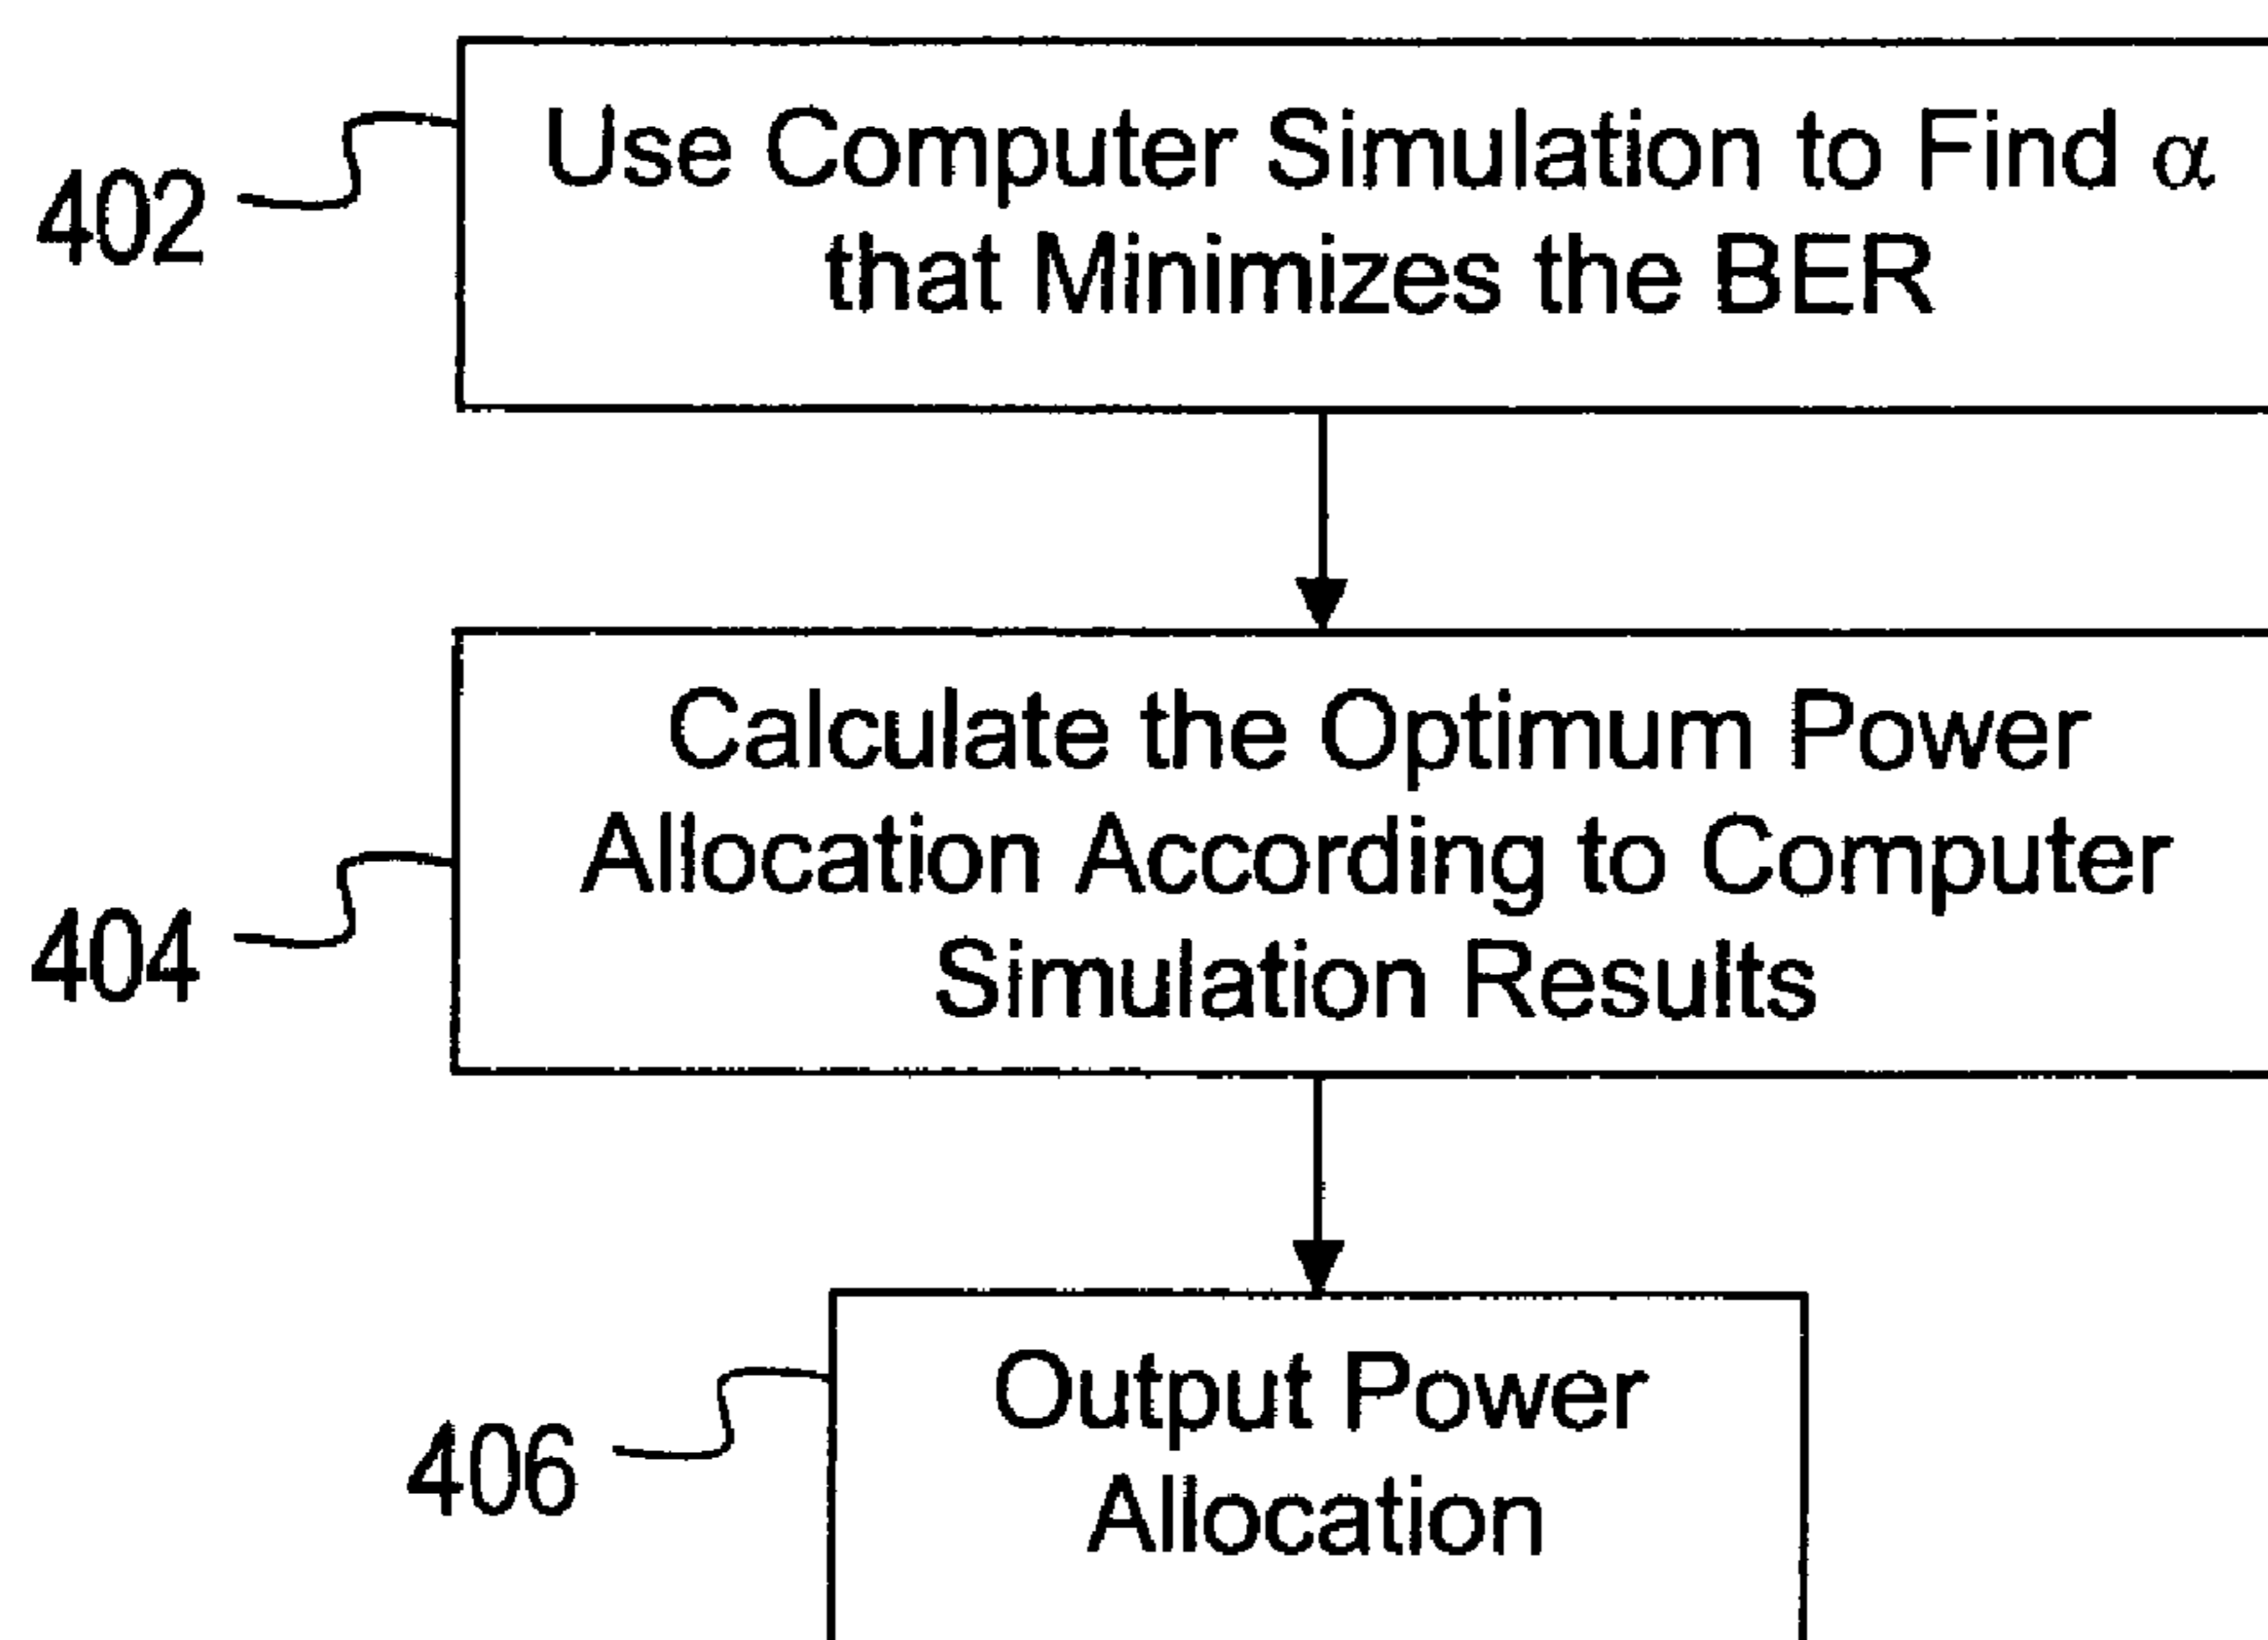 402
Use Computer Simulation to Find α
that Minimizes the BER
404
Calculate the Optimum Power
Allocation According to Computer
Simulation Results
406
Output Power
Allocation